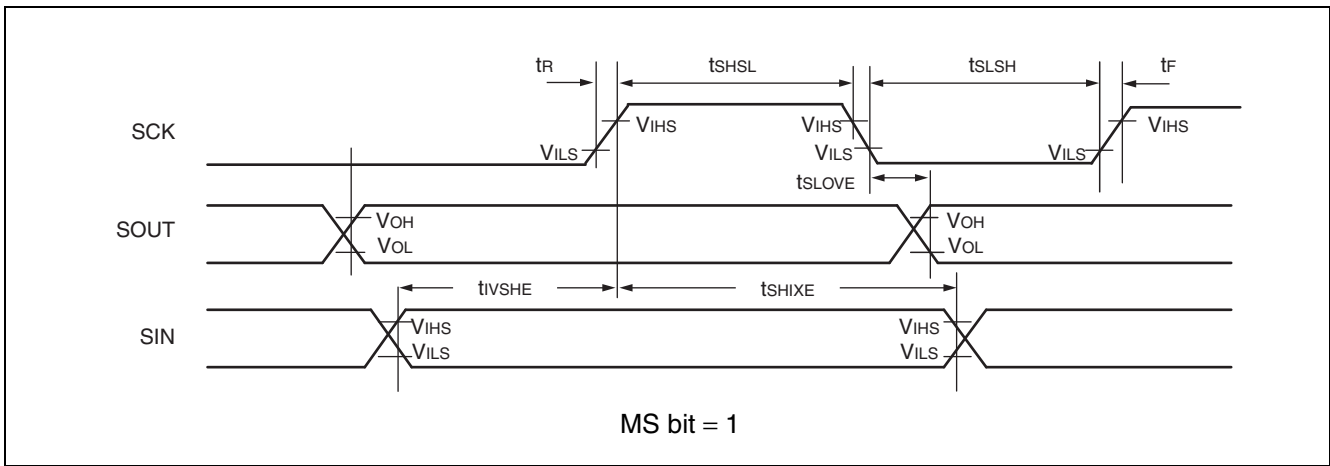 tR tSHSL tSLSH tF
SCK VIHS VIHS VIHS
VILS VILS VILS
tSLOVE
SOUT VOH VOH
VOL VOL
tIVSHE tSHIXE
SIN VIHS VIHS
VILS VILS
MS bit = 1